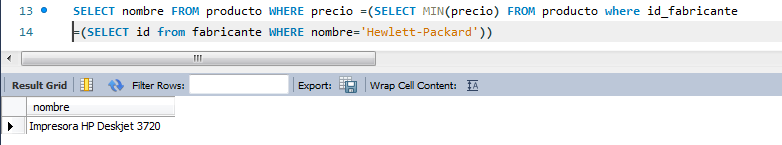 13 SELECT nombre FROM producto WHERE precio =(SELECT MIN(precio) FROM producto where id_fabricante
14 =(SELECT id from fabricante WHERE nombre='Hewlett-Packard'))
Result Grid Filter Rows: Export: Wrap Cell Content: IA
nombre
Impresora HP Deskjet 3720